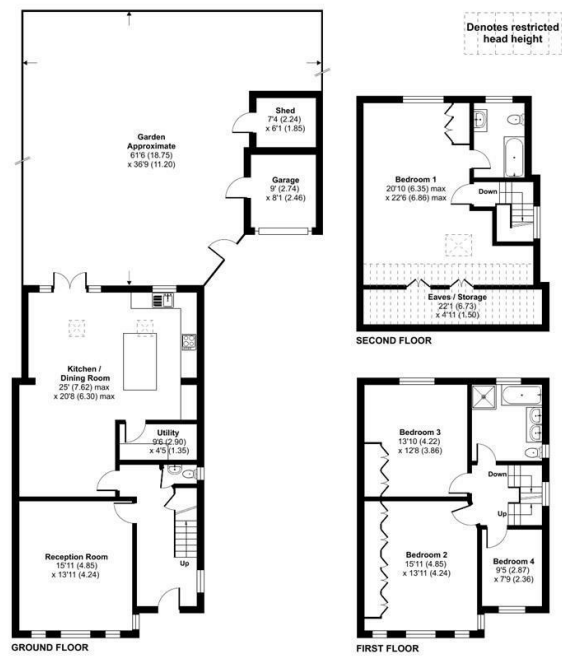 Denotes restricted
head height
Shed
7'4 (2.24)
x 6'1 (1.85)
Garden
Approximate
61'6 (18.75)
x 36'9 (11.20)
Garage
9' (2.74)
x 8'1 (2.46)
Kitchen /
Dining Room
25' (7.62) max
x 20'8 (6.30) max
Utility
9'6 (2.90)
x 4'5 (1.35)
Reception Room
15'11 (4.85)
x 13'11 (4.24)
Up
GROUND FLOOR
Bedroom 1
20'10 (6.35) max
x 22'6 (6.86) max
Down
Eaves / Storage
22'1 (6.73)
x 4'11 (1.50)
SECOND FLOOR
Bedroom 3
13'10 (4.22)
x 12'8 (3.86)
Down
Up
Bedroom 2
15'11 (4.85)
x 13'11 (4.24)
Bedroom 4
9'5 (2.87)
x 7'9 (2.36)
FIRST FLOOR